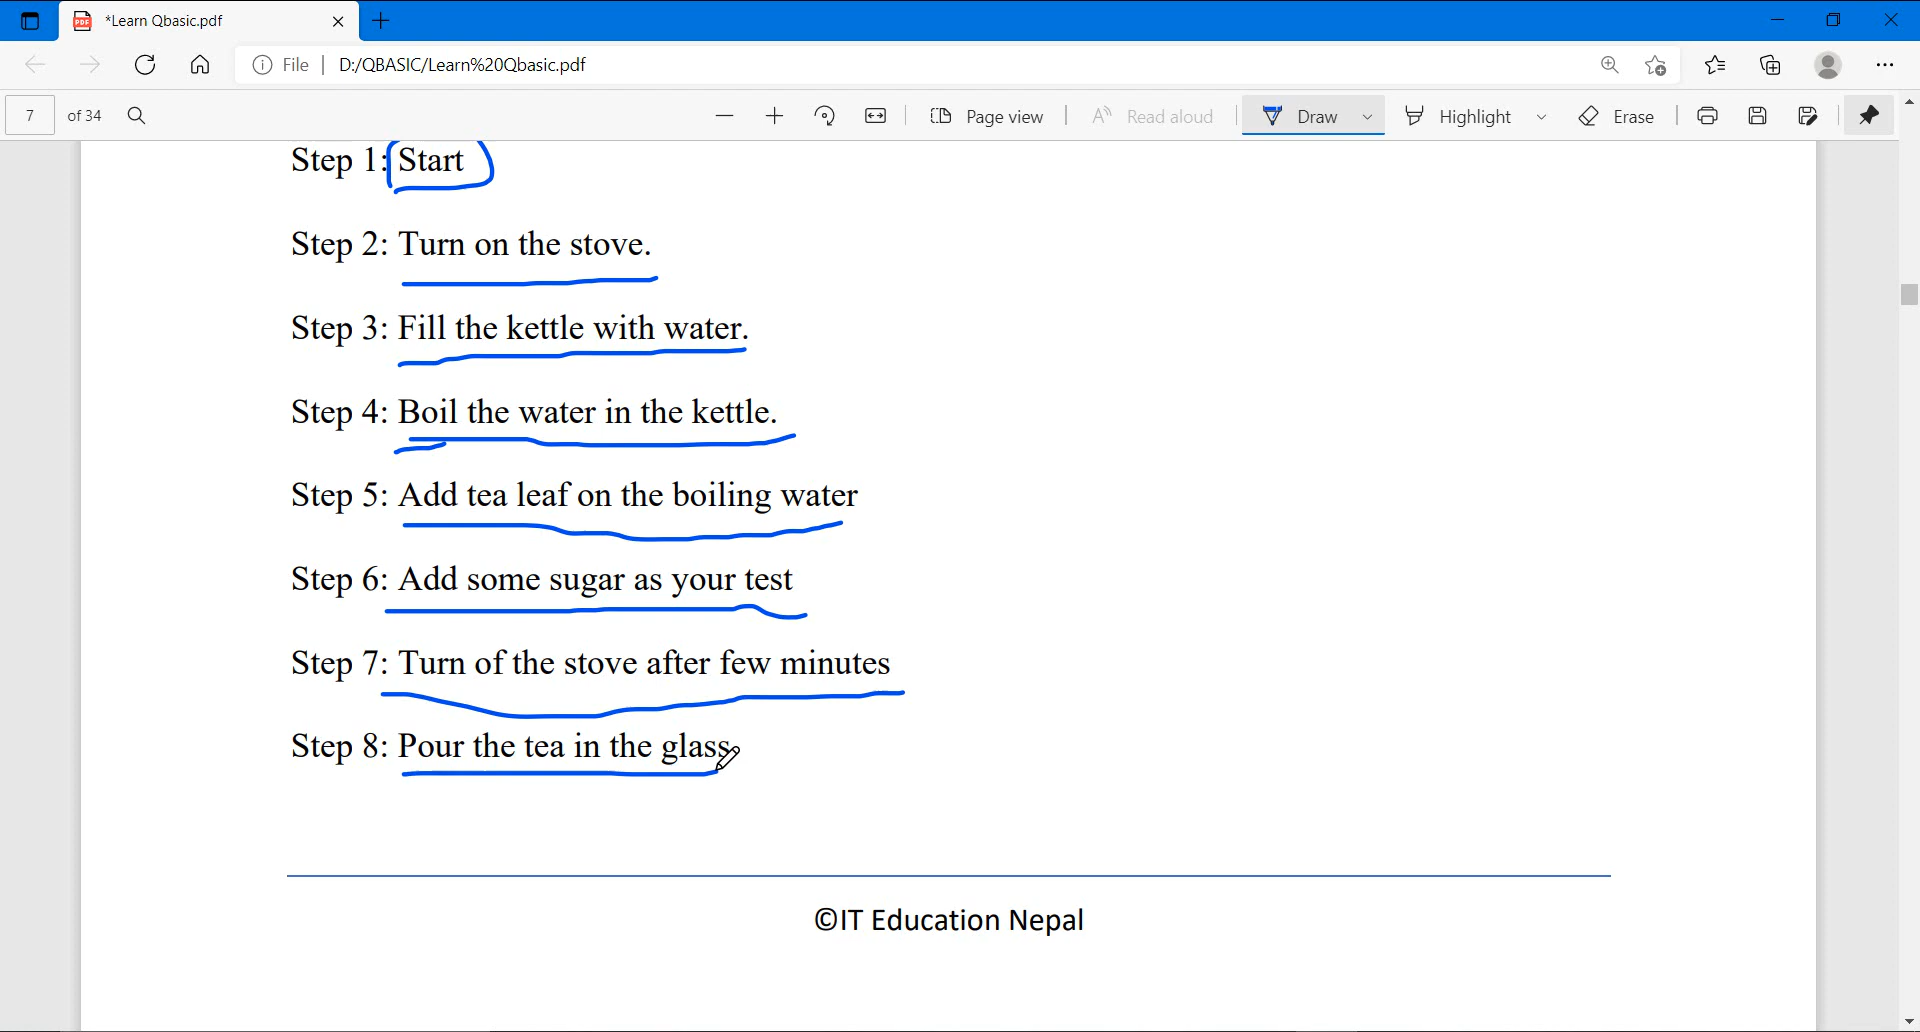 *Learn Qbasic.pdf
File | D:/QBASIC/Learn%20Qbasic.pdf
7 of 34 Page view Read aloud Draw Highlight Erase
Step 1: Start
Step 2: Turn on the stove.
Step 3: Fill the kettle with water.
Step 4: Boil the water in the kettle.
Step 5: Add tea leaf on the boiling water
Step 6: Add some sugar as your test
Step 7: Turn of the stove after few minutes
Step 8: Pour the tea in the glass
©IT Education Nepal